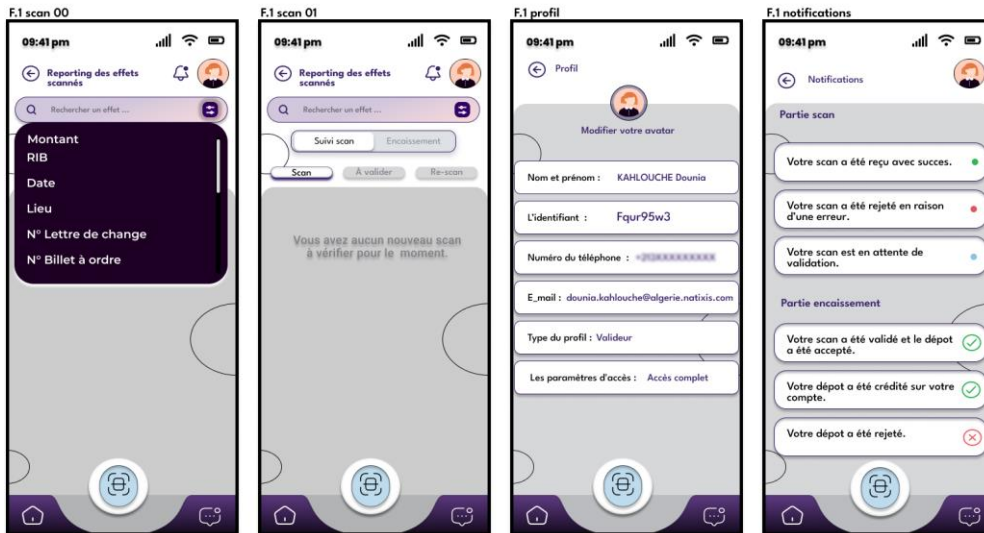 F.1 scan 00
09:41 pm
Reporting des effets
scannés
Rechercher un effet ...
Montant
RIB
Date
Lieu
N° Lettre de change
N° Billet à ordre
F.1 scan 01
09:41 pm
Reporting des effets
scannés
Rechercher un effet ...
Suivi scan
Encaissement
Scan
A valider
Re-scan
Vous avez aucun nouveau scan
à vérifier pour le moment.
F.1 profil
09:41 pm
Profil
Modifier votre avatar
Nom et prénom : KAHLOUCHE Dounia
L'identifiant : Fqur95w3
Numéro du téléphone :
E_mail : dounia.kahlouche@algerie.natixis.com
Type du profil : Valideur
Les paramétres d'accès : Accés complet
F.1 notifications
09:41 pm
Notifications
Partie scan
Votre scan a été reçu avec succes.
Votre scan a été rejeté en raison
d'une erreur.
Votre scan est en attente de
validation.
Partie encaissement
Votre scan a été validé et le dépot
a été accepté.
Votre dépot a été crédité sur votre
compte.
Votre dépot a été rejeté.